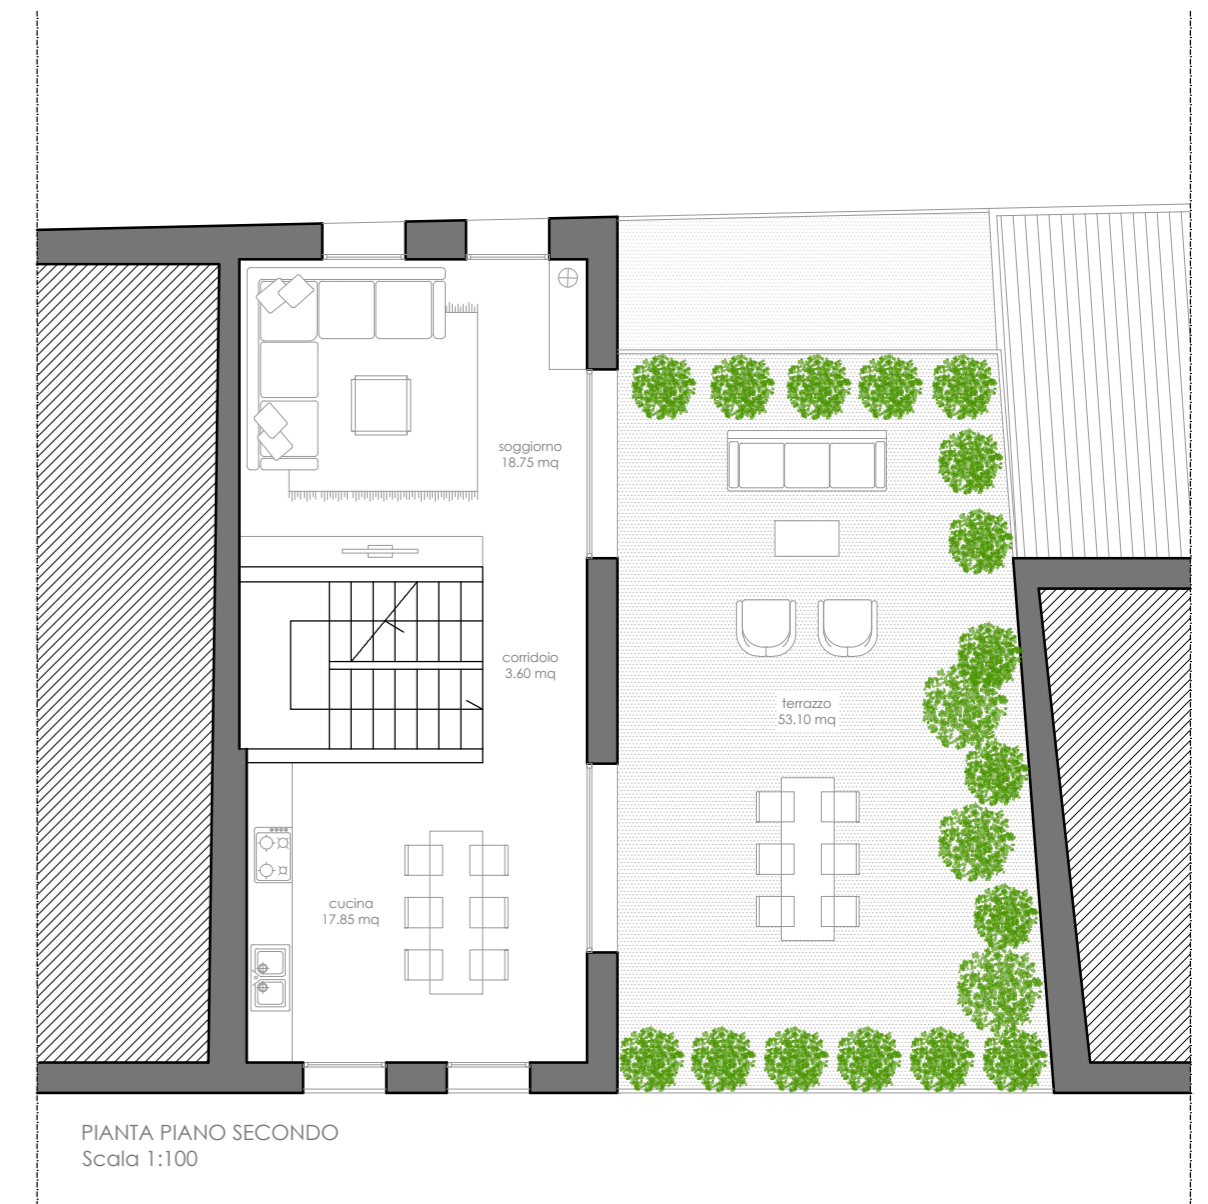 soggiorno
18.75 mq
corridoio
3.60 mq
terrazzo
53.10 mq
cucina
17.85 mq
PIANTA PIANO SECONDO
Scala 1:100